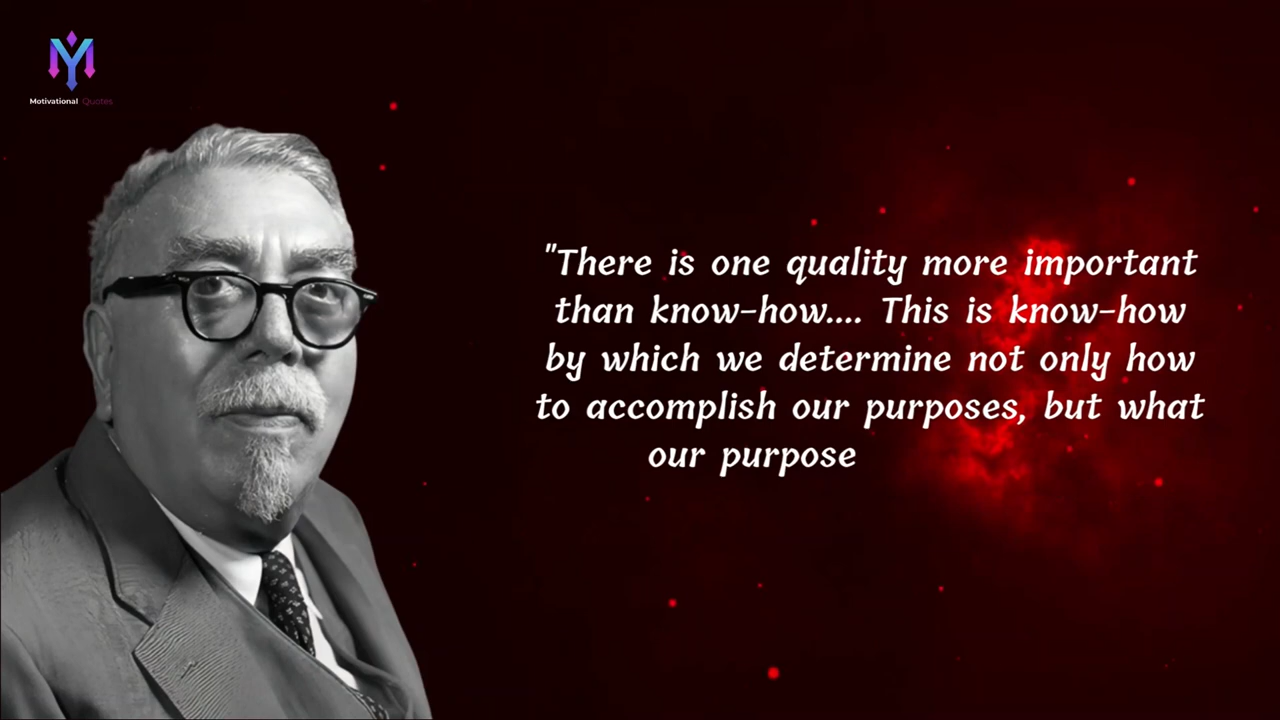 Motivational Quotes
"There is one quality more important
than know-how.... This is know-how
by which we determine not only how
to accomplish our purposes, but what
our purpose